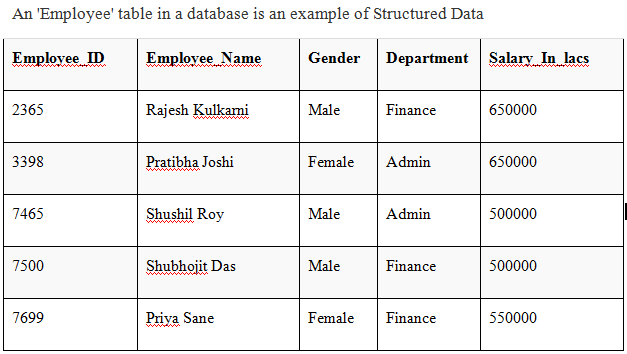 An 'Employee' table in a database is an example of Structured Data
Employee_ID Employee_Name Gender Department Salary_In_lacs
2365 Rajesh Kulkarni Male Finance 650000
3398 Pratibha Joshi Female Admin 650000
7465 Shushil Roy Male Admin 500000
7500 Shubhojit Das Male Finance 500000
7699 Priya Sane Female Finance 550000